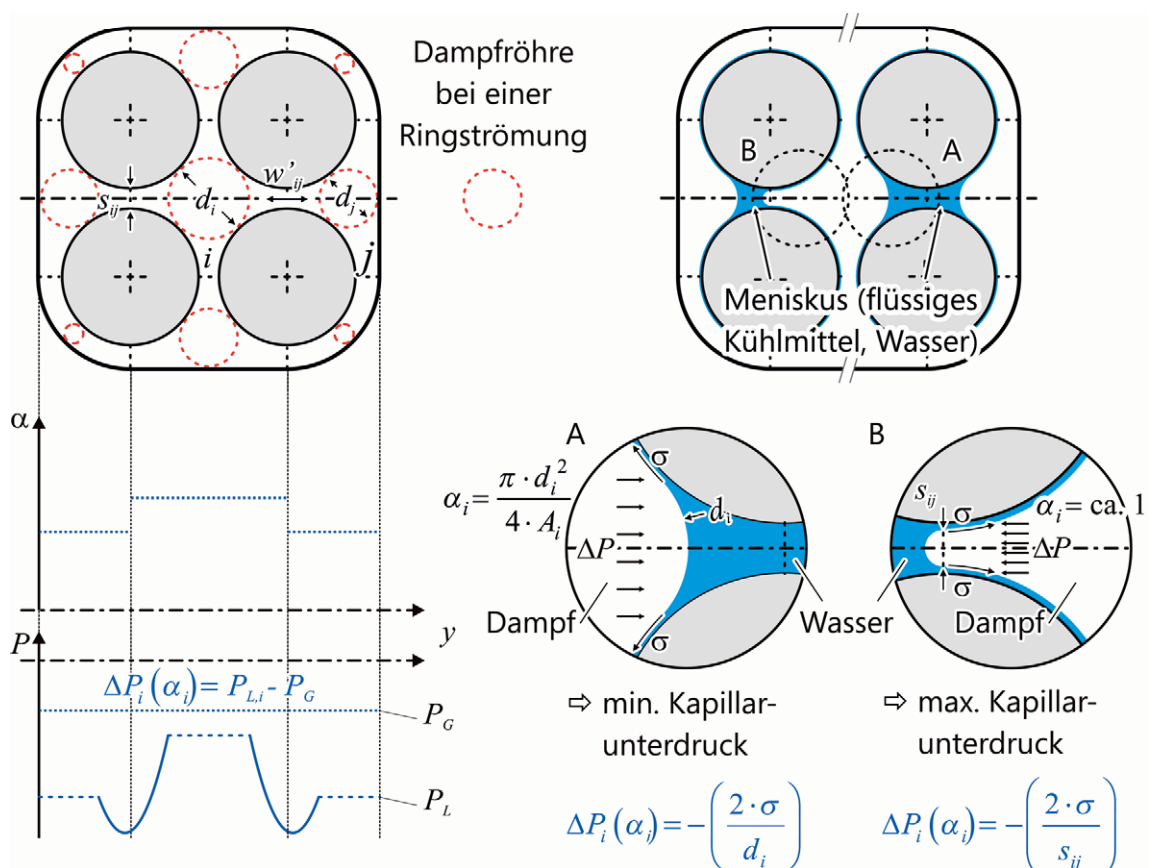 Dampfröhre
bei einer
Ringströmung
s_ij
d_i
w'_ij
d_j
i
j
B
A
Meniskus (flüssiges
Kühlmittel, Wasser)
α
y
P
ΔP_i(α_i) = P_L,i - P_G
P_G
P_L
A
α_i = π · d_i² / 4 · A_i
σ
d_i
ΔP
Dampf
σ
Wasser
⇨ min. Kapillar-
unterdruck
ΔP_i(α_i) = -(2 · σ / d_i)
B
s_ij
σ
α_i = ca. 1
ΔP
σ
Dampf
⇨ max. Kapillar-
unterdruck
ΔP_i(α_i) = -(2 · σ / s_ij)